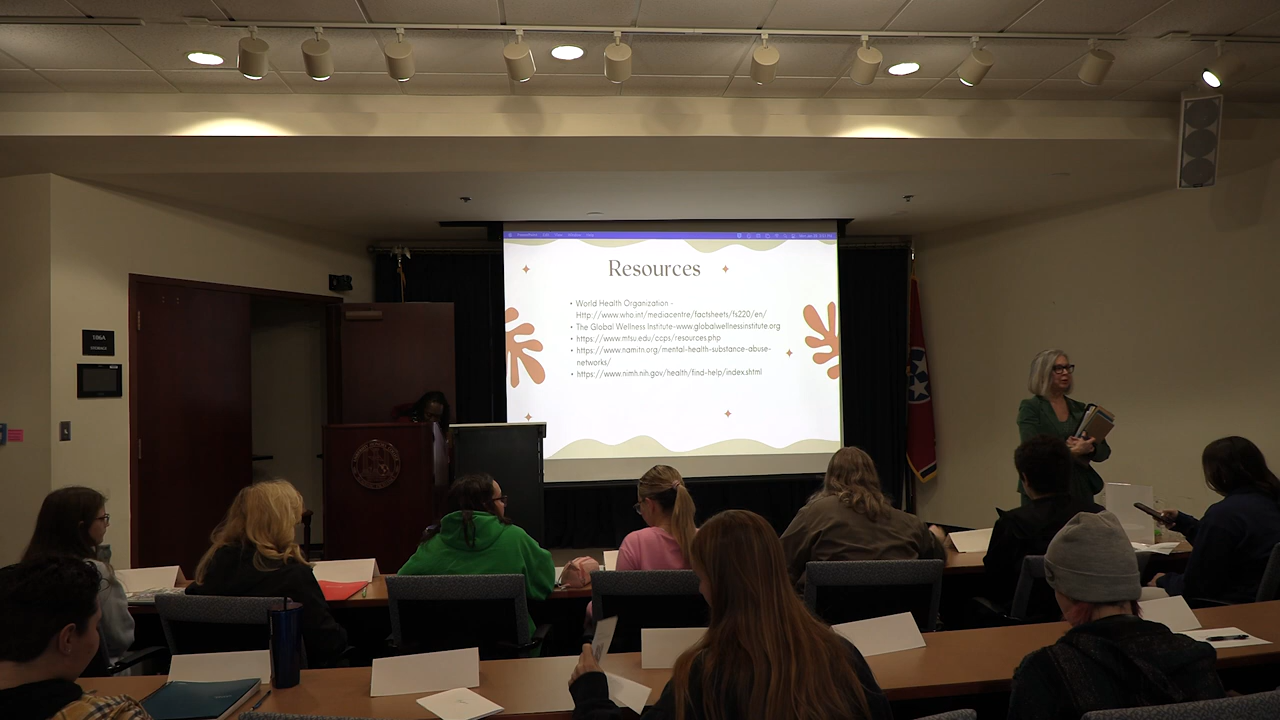 Resources
• World Health Organization -
Http://www.who.int/mediacentre/factsheets/fs220/en/
• The Global Wellness Institute-www.globalwellnessinstitute.org
• https://www.mtsu.edu/ccps/resources.php
• https://www.namitn.org/mental-health-substance-abuse-
networks/
• https://www.nimh.nih.gov/health/find-help/index.shtml
106A